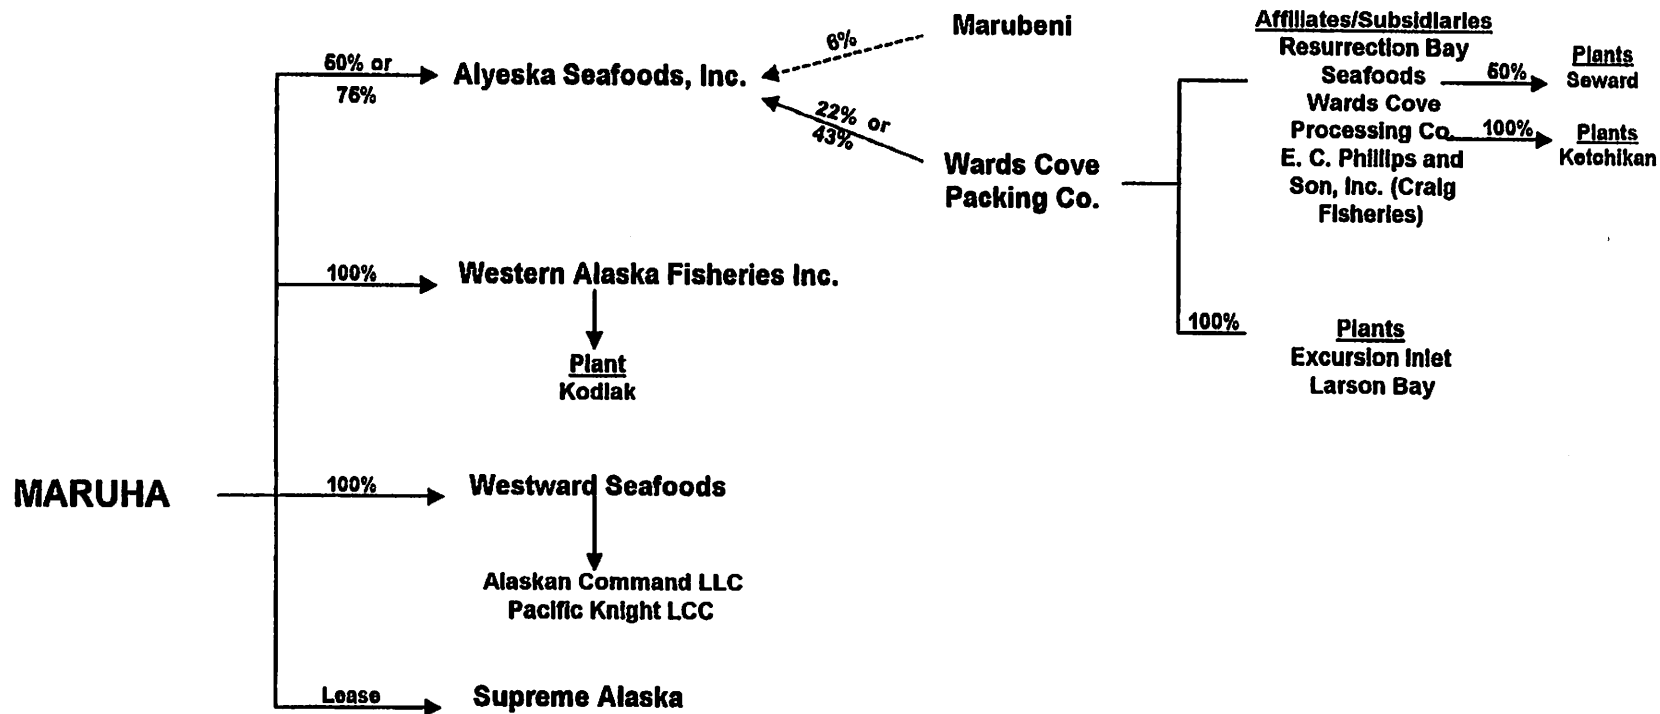 MARUHA
50% or
75%
Alyeska Seafoods, Inc.
6%
Marubeni
22% or
43%
Wards Cove
Packing Co.
Affiliates/Subsidiaries
Resurrection Bay
Seafoods
Wards Cove
Processing Co.
E. C. Phillips and
Son, Inc. (Craig
Fisheries)
50%
Plants
Seward
100%
Plants
Ketchikan
100%
Plants
Excursion Inlet
Larson Bay
100%
Western Alaska Fisheries Inc.
Plant
Kodiak
100%
Westward Seafoods
Alaskan Command LLC
Pacific Knight LCC
Lease
Supreme Alaska